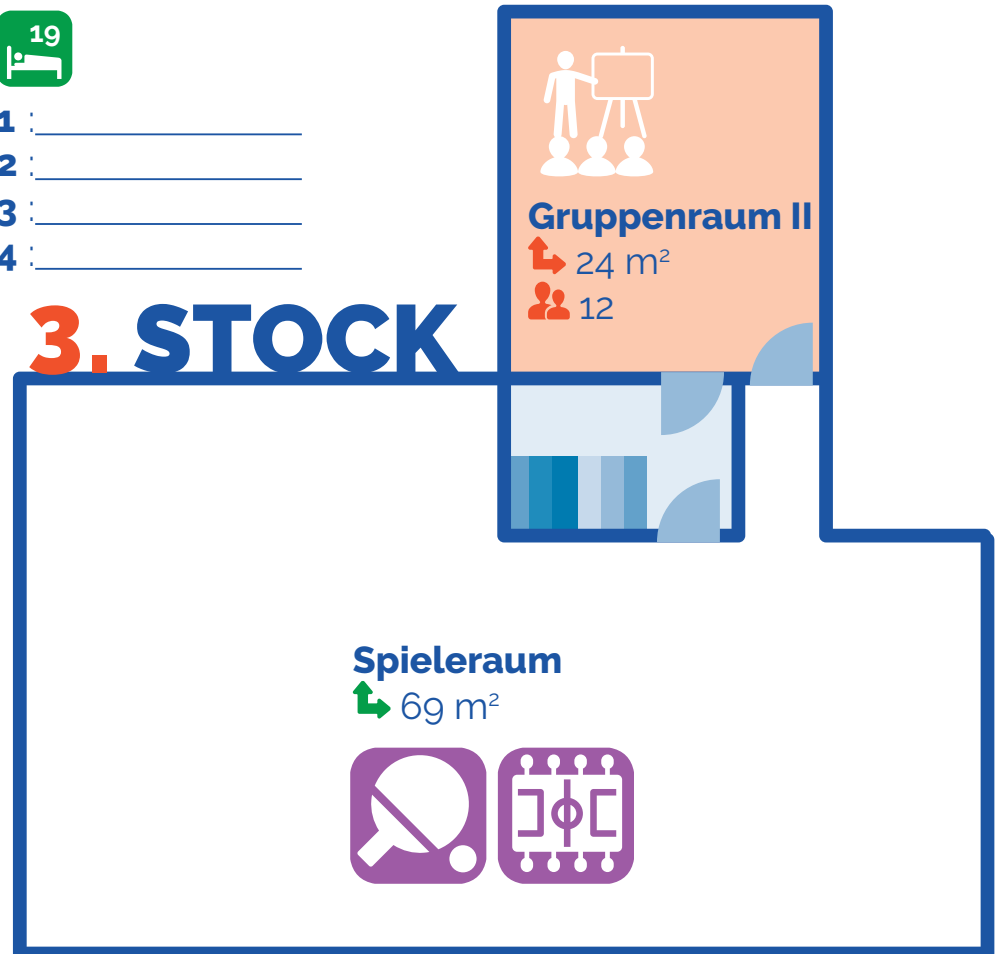 19
1 :
2 :
3 :
4 :
3. STOCK
Gruppenraum II
24 m²
12
Spieleraum
69 m²